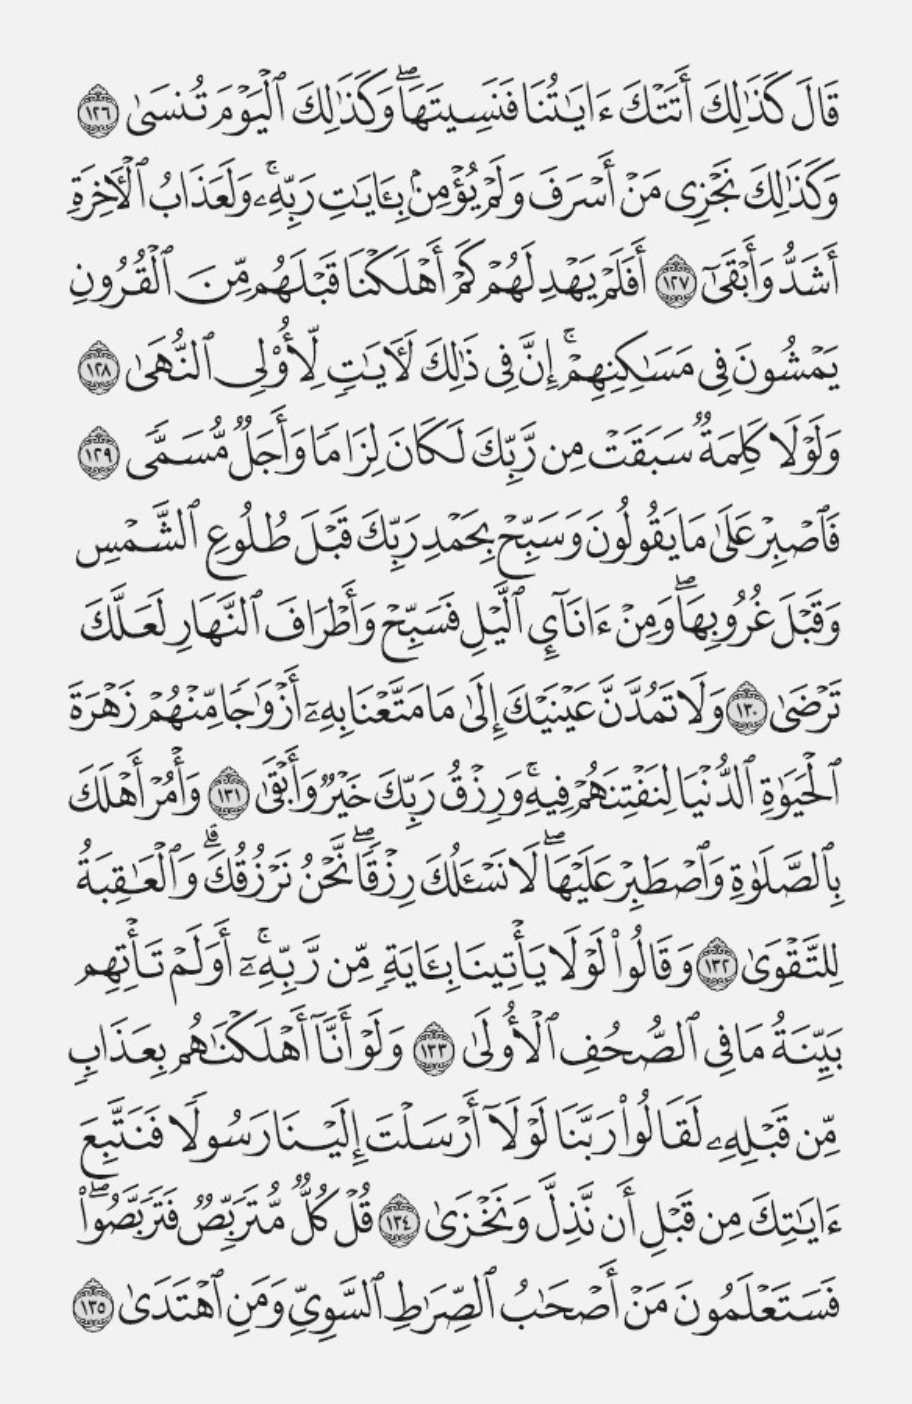 قَالَ كَذَٰلِكَ أَتَتۡكَ ءَايَٰتُنَا فَنَسِيتَهَاۖ وَكَذَٰلِكَ ٱلۡيَوۡمَ تُنسَىٰ ١٢٦
وَكَذَٰلِكَ نَجۡزِي مَنۡ أَسۡرَفَ وَلَمۡ يُؤۡمِنۢ بِـَٔايَٰتِ رَبِّهِۦۚ وَلَعَذَابُ ٱلۡأٓخِرَةِ
أَشَدُّ وَأَبۡقَىٰٓ ١٢٧ أَفَلَمۡ يَهۡدِ لَهُمۡ كَمۡ أَهۡلَكۡنَا قَبۡلَهُم مِّنَ ٱلۡقُرُونِ
يَمۡشُونَ فِي مَسَٰكِنِهِمۡۚ إِنَّ فِي ذَٰلِكَ لَأٓيَٰتٖ لِّأُوْلِي ٱلنُّهَىٰ ١٢٨
وَلَوۡلَا كَلِمَةٞ سَبَقَتۡ مِن رَّبِّكَ لَكَانَ لِزَامٗا وَأَجَلٞ مُّسَمّٗى ١٢٩
فَٱصۡبِرۡ عَلَىٰ مَا يَقُولُونَ وَسَبِّحۡ بِحَمۡدِ رَبِّكَ قَبۡلَ طُلُوعِ ٱلشَّمۡسِ
وَقَبۡلَ غُرُوبِهَاۖ وَمِنۡ ءَانَآيِٕ ٱلَّيۡلِ فَسَبِّحۡ وَأَطۡرَافَ ٱلنَّهَارِ لَعَلَّكَ
تَرۡضَىٰ ١٣٠ وَلَا تَمُدَّنَّ عَيۡنَيۡكَ إِلَىٰ مَا مَتَّعۡنَا بِهِۦٓ أَزۡوَٰجٗا مِّنۡهُمۡ زَهۡرَةَ
ٱلۡحَيَوٰةِ ٱلدُّنۡيَا لِنَفۡتِنَهُمۡ فِيهِۚ وَرِزۡقُ رَبِّكَ خَيۡرٞ وَأَبۡقَىٰ ١٣١ وَأۡمُرۡ أَهۡلَكَ
بِٱلصَّلَوٰةِ وَٱصۡطَبِرۡ عَلَيۡهَاۖ لَا نَسۡـَٔلُكَ رِزۡقٗاۖ نَّحۡنُ نَرۡزُقُكَۗ وَٱلۡعَٰقِبَةُ
لِلتَّقۡوَىٰ ١٣٢ وَقَالُواْ لَوۡلَا يَأۡتِينَا بِـَٔايَةٖ مِّن رَّبِّهِۦٓۚ أَوَلَمۡ تَأۡتِهِم
بَيِّنَةُ مَا فِي ٱلصُّحُفِ ٱلۡأُولَىٰ ١٣٣ وَلَوۡ أَنَّآ أَهۡلَكۡنَٰهُم بِعَذَابٖ
مِّن قَبۡلِهِۦ لَقَالُواْ رَبَّنَا لَوۡلَآ أَرۡسَلۡتَ إِلَيۡنَا رَسُولٗا فَنَتَّبِعَ
ءَايَٰتِكَ مِن قَبۡلِ أَن نَّذِلَّ وَنَخۡزَىٰ ١٣٤ قُلۡ كُلّٞ مُّتَرَبِّصٞ فَتَرَبَّصُواْۖ
فَسَتَعۡلَمُونَ مَنۡ أَصۡحَٰبُ ٱلصِّرَٰطِ ٱلسَّوِيِّ وَمَنِ ٱهۡتَدَىٰ ١٣٥